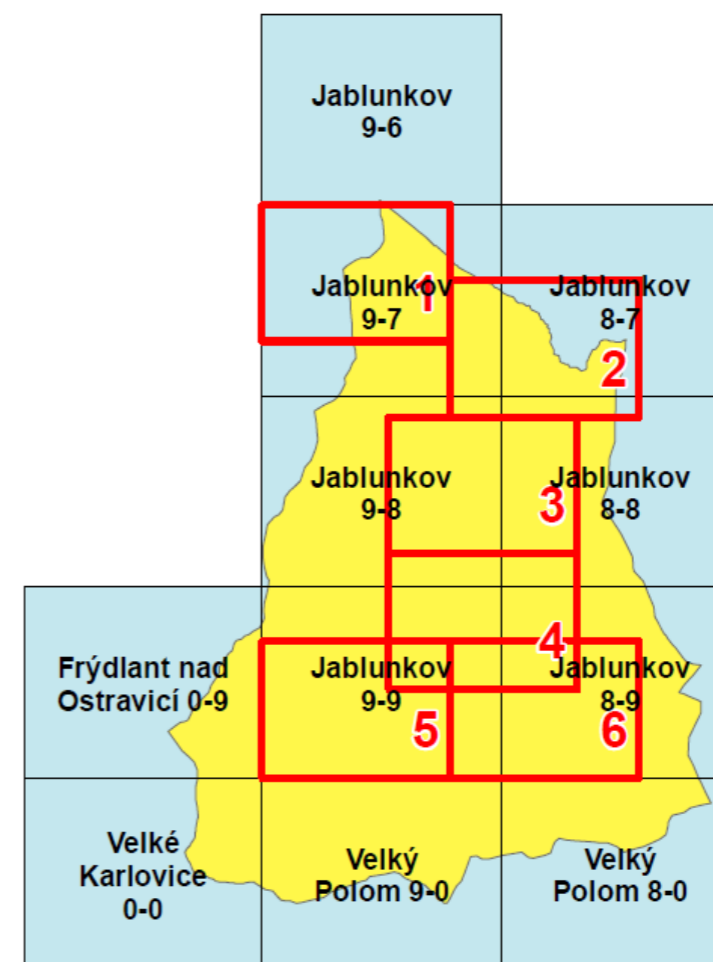 Jablunkov
9-6
Jablunkov
9-7
1
Jablunkov
8-7
2
Jablunkov
9-8
3
Jablunkov
8-8
4
Frýdlant nad
Ostravicí 0-9
Jablunkov
9-9
5
Jablunkov
8-9
6
Velké
Karlovice
0-0
Velký
Polom 9-0
Velký
Polom 8-0